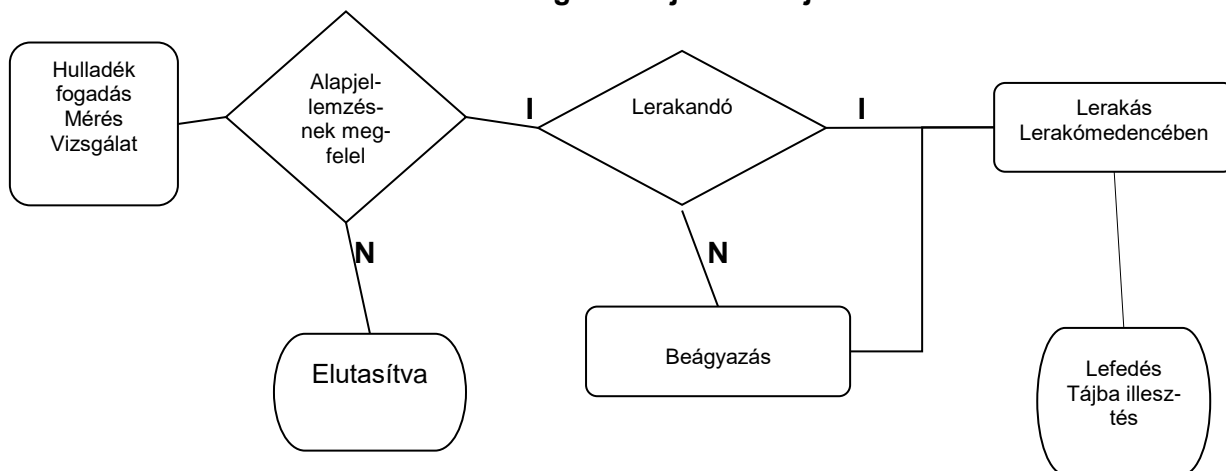 Hulladék
fogadás
Mérés
Vizsgálat
Alapjel-
lemzés-
nek meg-
felel
I
Lerakandó
I
Lerakás
Lerakómedencében
N
N
Elutasítva
Beágyazás
Lefedés
Tájba illesz-
tés